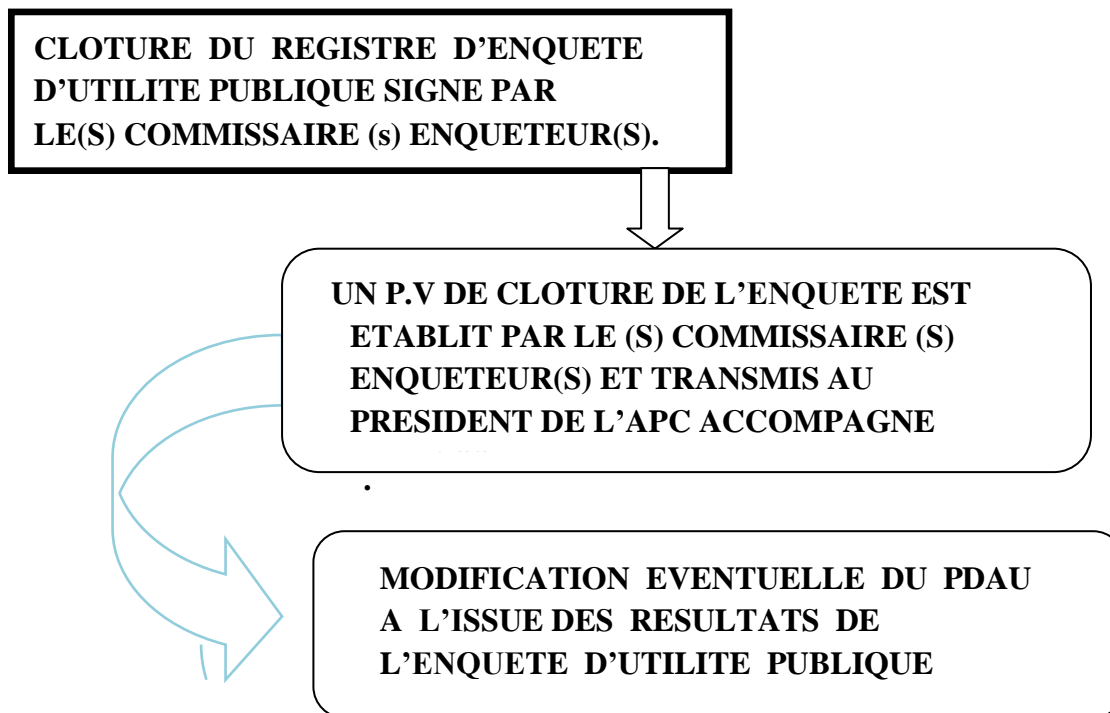 CLOTURE DU REGISTRE D’ENQUETE
D’UTILITE PUBLIQUE SIGNE PAR
LE(S) COMMISSAIRE (s) ENQUETEUR(S).
UN P.V DE CLOTURE DE L’ENQUETE EST
ETABLIT PAR LE (S) COMMISSAIRE (S)
ENQUETEUR(S) ET TRANSMIS AU
PRESIDENT DE L’APC ACCOMPAGNE
.
MODIFICATION EVENTUELLE DU PDAU
A L’ISSUE DES RESULTATS DE
L’ENQUETE D’UTILITE PUBLIQUE